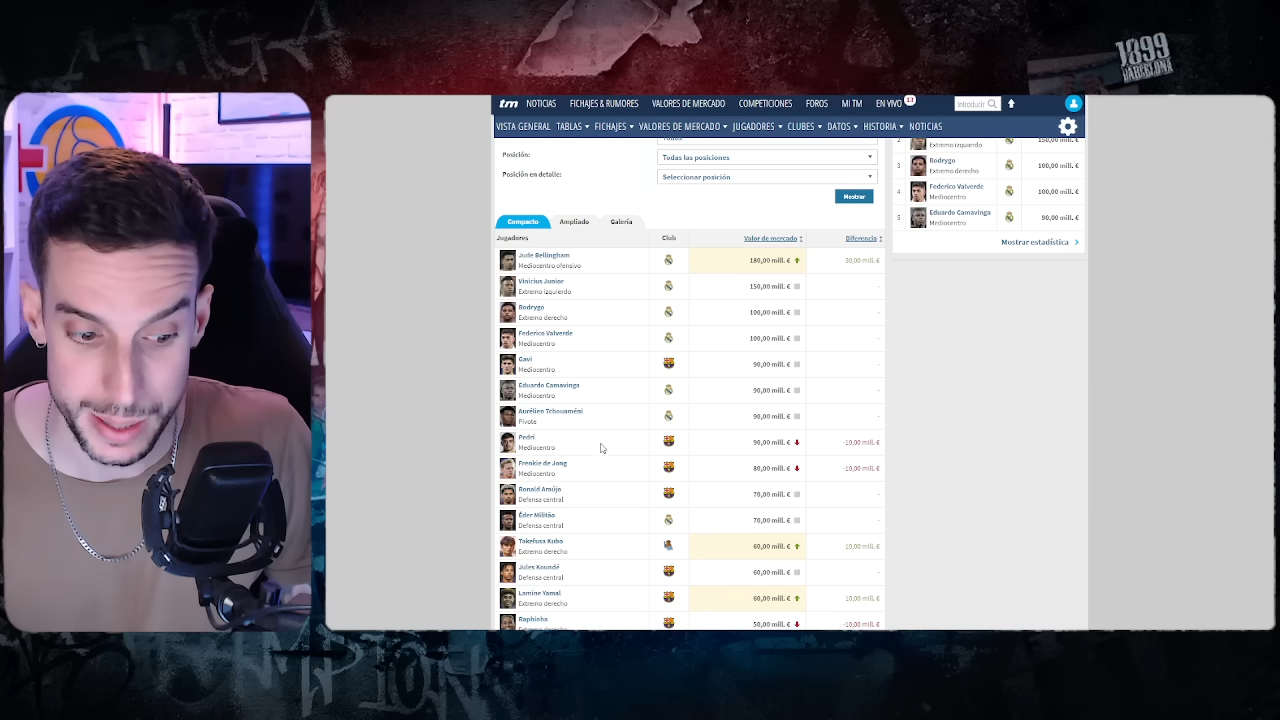 1899
BARCELONA
tm NOTICIAS FICHAJES & RUMORES VALORES DE MERCADO COMPETICIONES FOROS MI TM EN VIVO 13 Introducir
VISTA GENERAL TABLAS FICHAJES VALORES DE MERCADO JUGADORES CLUBES DATOS HISTORIA NOTICIAS
Posición: Todas las posiciones
Posición en detalle: Seleccionar posición
Mostrar
Compacto Ampliado Galería
Jugadores Club Valor de mercado Diferencia
Jude Bellingham
Mediocentro ofensivo
180,00 mill. € 30,00 mill. €
Vinicius Junior
Extremo izquierdo
150,00 mill. € -
Rodrygo
Extremo derecho
100,00 mill. € -
Federico Valverde
Mediocentro
100,00 mill. € -
Gavi
Mediocentro
90,00 mill. € -
Eduardo Camavinga
Mediocentro
90,00 mill. € -
Aurélien Tchouaméni
Pivote
90,00 mill. € -
Pedri
Mediocentro
90,00 mill. € -10,00 mill. €
Frenkie de Jong
Mediocentro
80,00 mill. € -10,00 mill. €
Ronald Araújo
Defensa central
70,00 mill. € -
Éder Militão
Defensa central
70,00 mill. € -
Takefusa Kubo
Extremo derecho
60,00 mill. € 10,00 mill. €
Jules Koundé
Defensa central
60,00 mill. € -
Lamine Yamal
Extremo derecho
60,00 mill. € 10,00 mill. €
Raphinha
Extremo derecho
50,00 mill. € -10,00 mill. €
2 Extremo izquierdo 150,00 mill. €
3 Rodrygo
Extremo derecho
100,00 mill. €
4 Federico Valverde
Mediocentro
100,00 mill. €
5 Eduardo Camavinga
Mediocentro
90,00 mill. €
Mostrar estadística